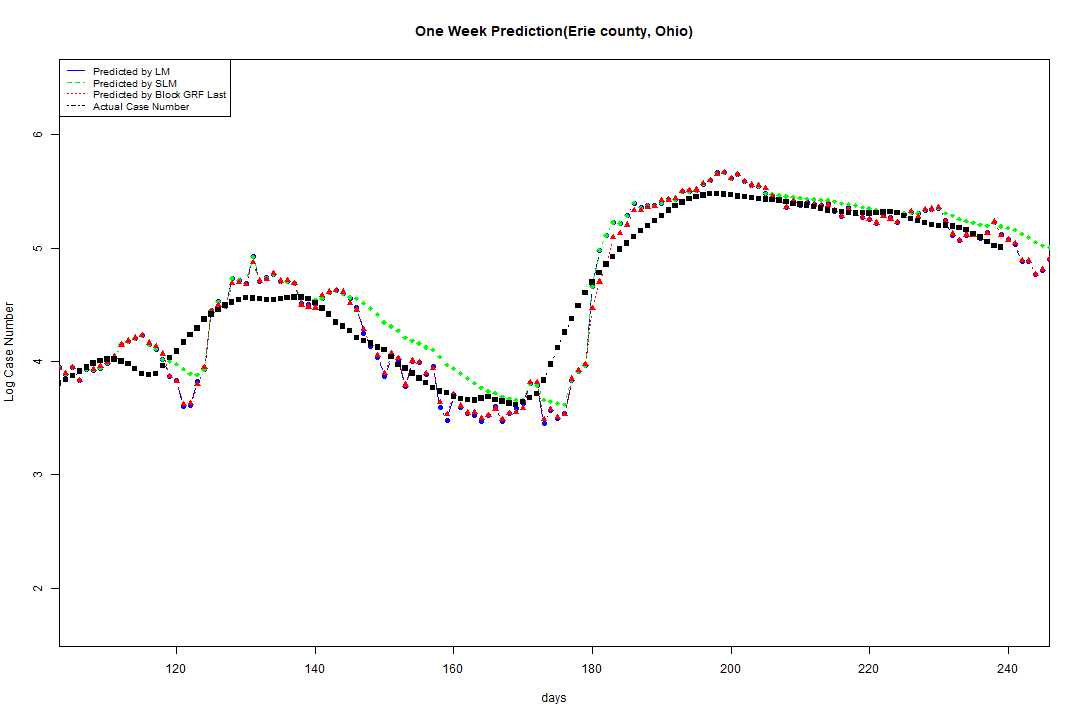 One Week Prediction(Erie county, Ohio)
Predicted by LM
Predicted by SLM
Predicted by Block GRF Last
Actual Case Number
6
5
4
3
2
Log Case Number
120 140 160 180 200 220 240
days